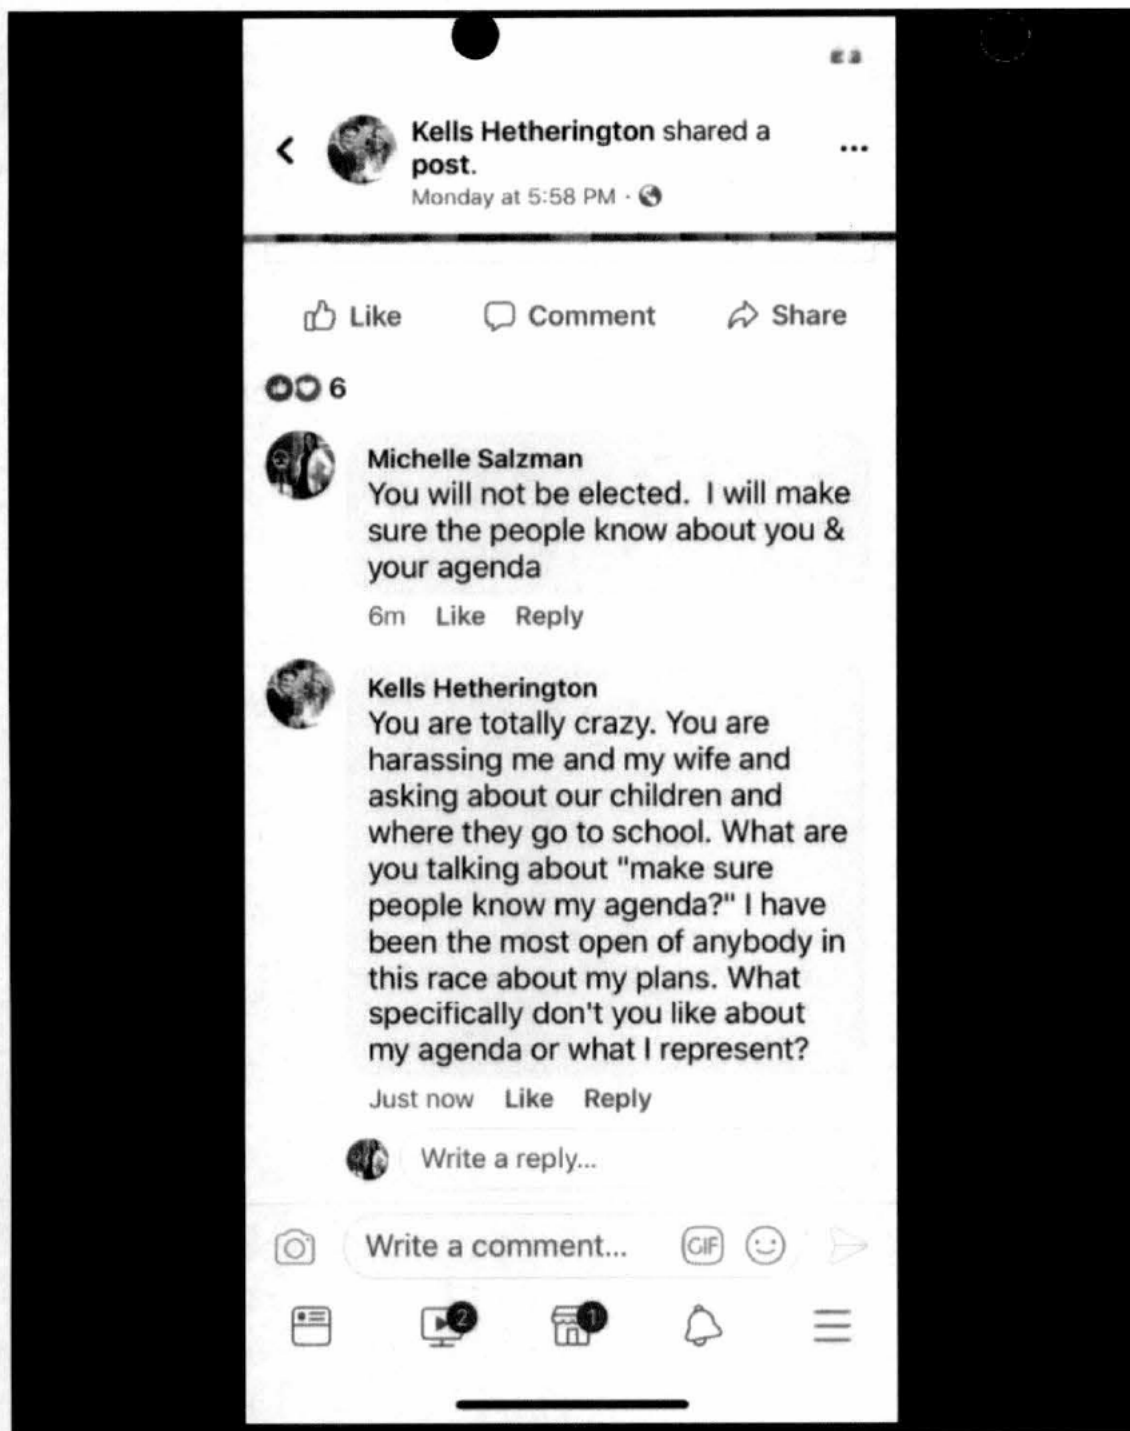 Kells Hetherington shared a
post.
Monday at 5:58 PM ·
Like Comment Share
6
Michelle Salzman
You will not be elected.  I will make
sure the people know about you &
your agenda
6m Like Reply
Kells Hetherington
You are totally crazy. You are
harassing me and my wife and
asking about our children and
where they go to school. What are
you talking about "make sure
people know my agenda?" I have
been the most open of anybody in
this race about my plans. What
specifically don't you like about
my agenda or what I represent?
Just now Like Reply
Write a reply...
Write a comment... GIF
2 1